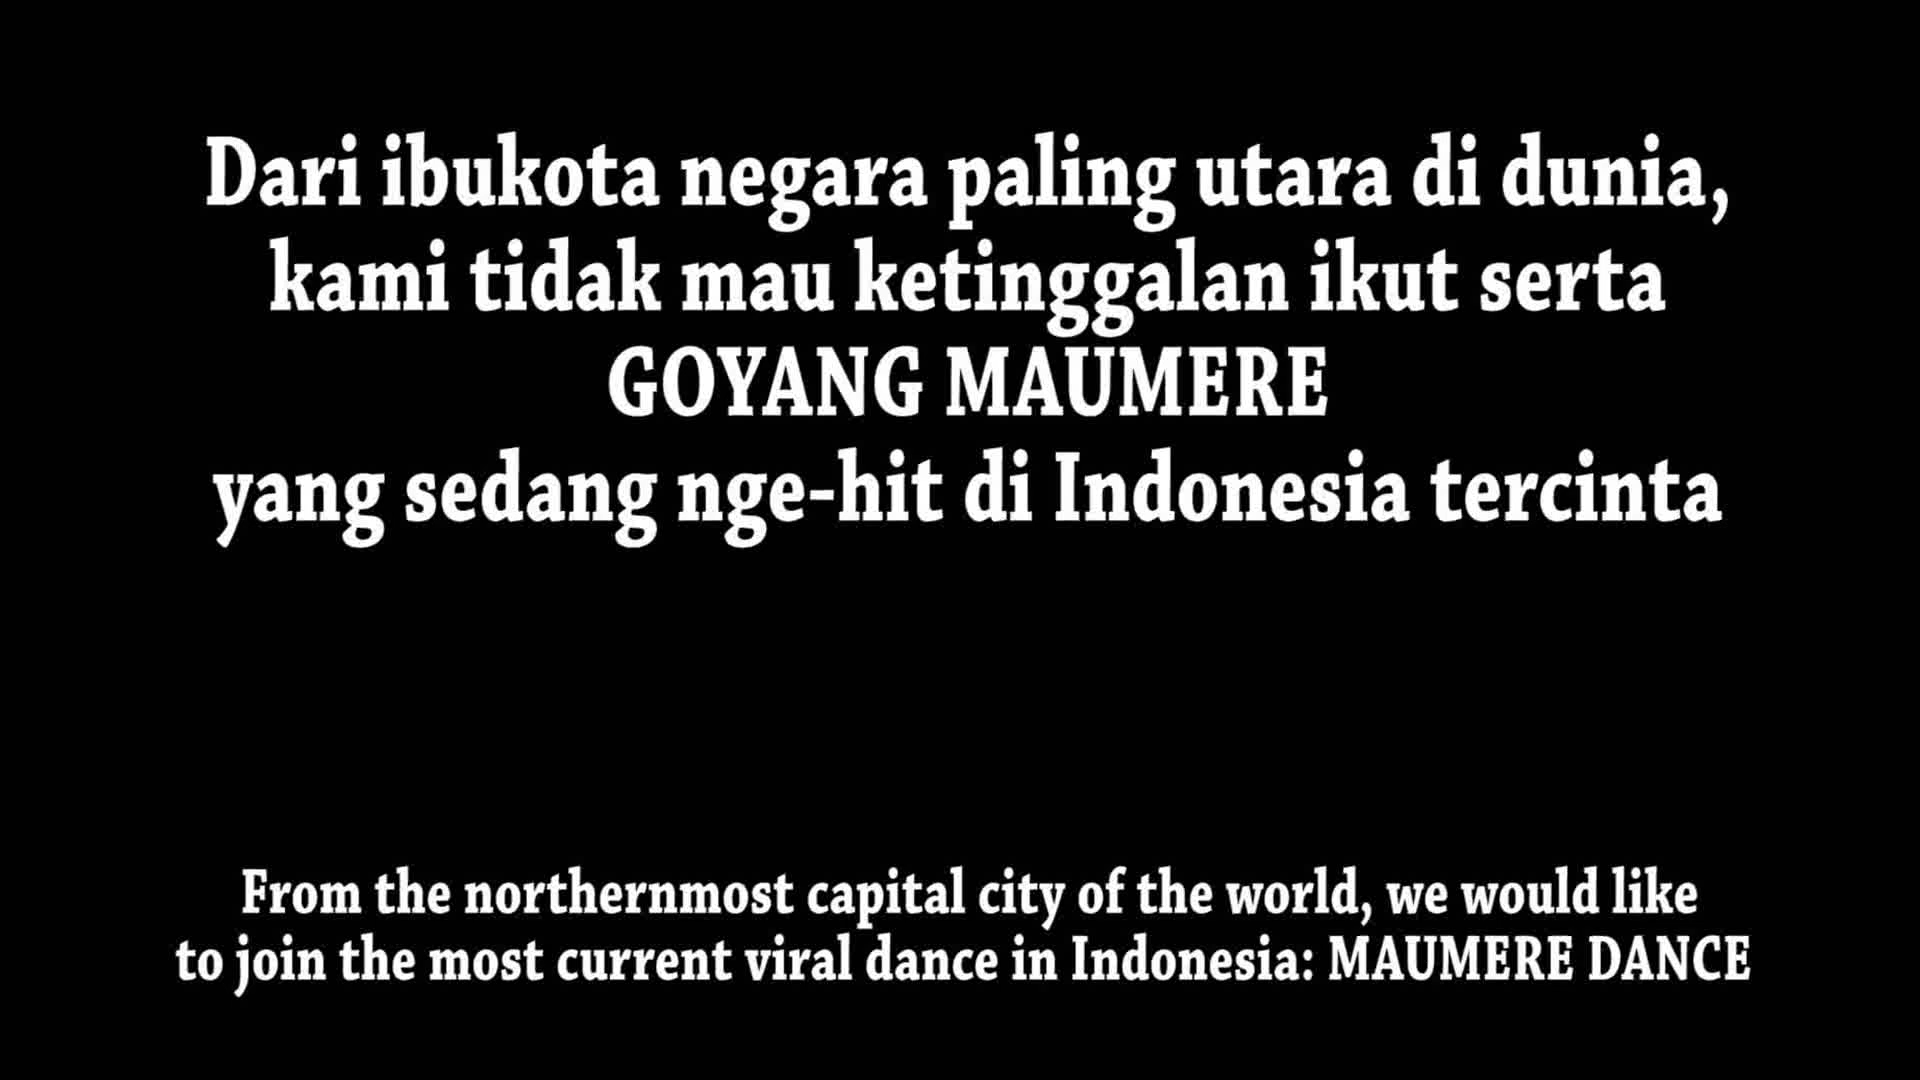 Dari ibukota negara paling utara di dunia,
kami tidak mau ketinggalan ikut serta
GOYANG MAUMERE
yang sedang nge-hit di Indonesia tercinta
From the northernmost capital city of the world, we would like
to join the most current viral dance in Indonesia: MAUMERE DANCE